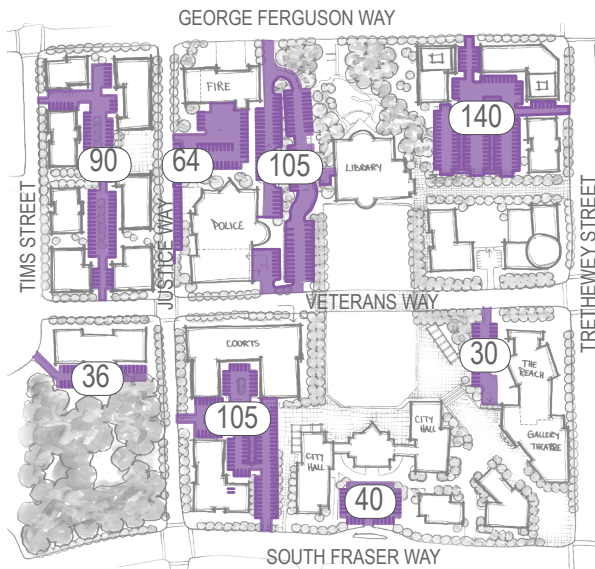 GEORGE FERGUSON WAY
FIRE
140
90
64
105
LIBRARY
TIMS STREET
JUSTICE WAY
POLICE
TRETHEWEY STREET
VETERANS WAY
COURTS
30
36
THE
REACH
105
CITY
HALL
GALLERY
THEATRE
CITY
HALL
40
SOUTH FRASER WAY